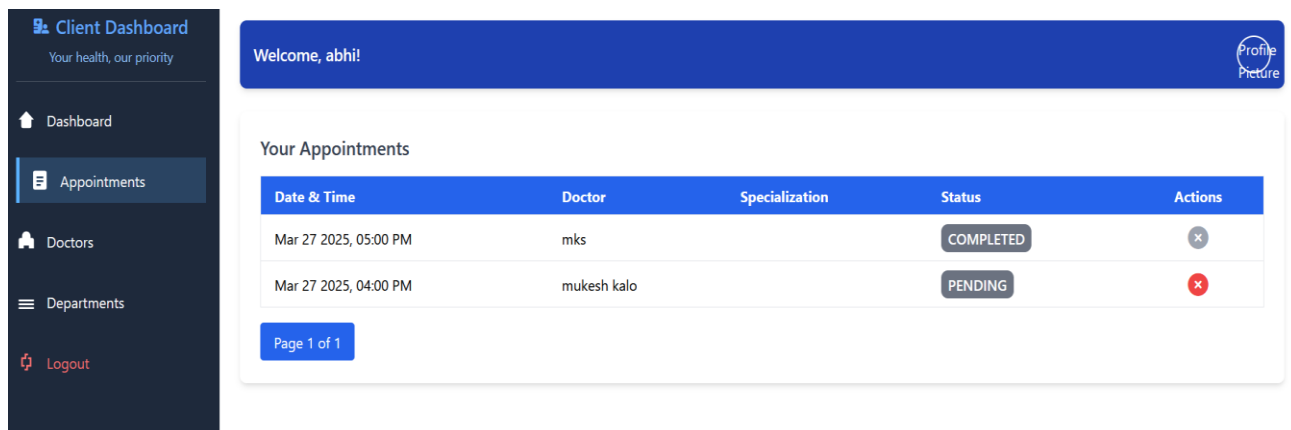 Client Dashboard
Your health, our priority
Dashboard
Appointments
Doctors
Departments
Logout
Welcome, abhi!
Profile
Picture
Your Appointments
Date & Time Doctor Specialization Status Actions
Mar 27 2025, 05:00 PM mks COMPLETED
Mar 27 2025, 04:00 PM mukesh kalo PENDING
Page 1 of 1